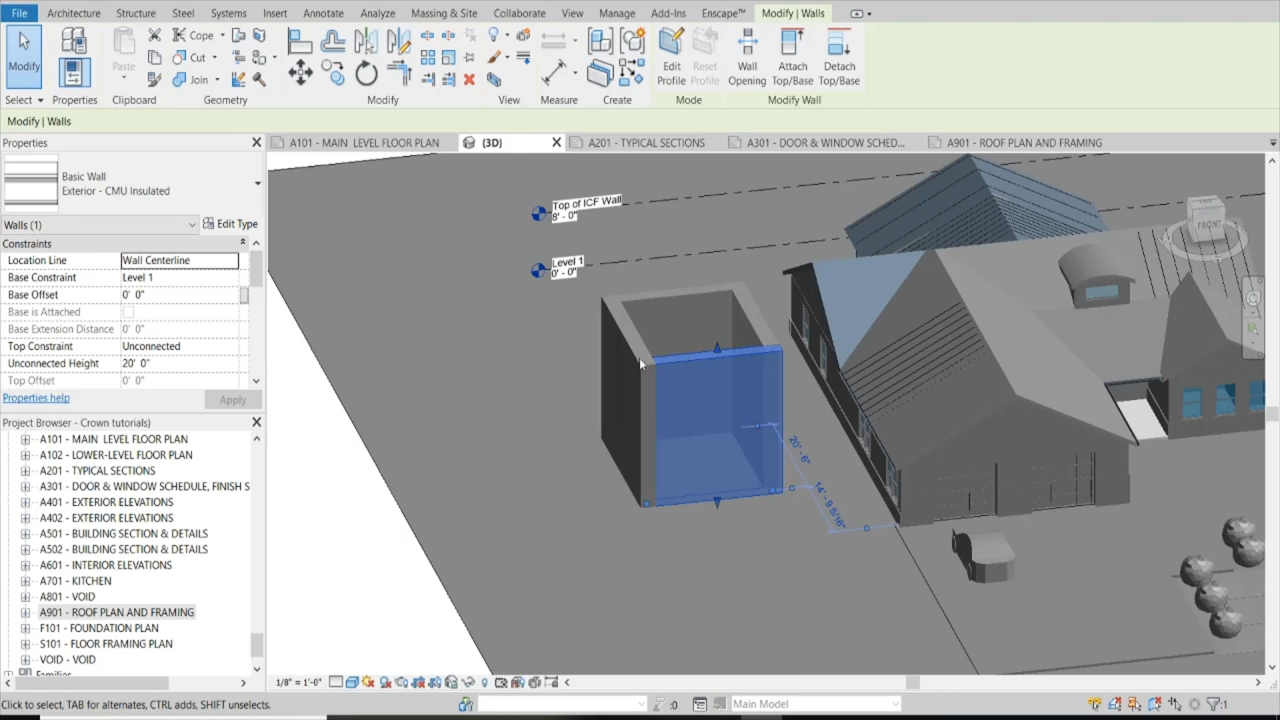 File Architecture Structure Steel Systems Insert Annotate Analyze Massing & Site Collaborate View Manage Add-Ins Enscape™ Modify | Walls
Modify
Paste
Cope
Cut
Join
Edit Profile
Reset Profile
Wall Opening
Attach Top/Base
Detach Top/Base
Select Properties Clipboard Geometry Modify View Measure Create Mode Modify Wall
Modify | Walls
Properties
A101 - MAIN LEVEL FLOOR PLAN (3D) A201 - TYPICAL SECTIONS A301 - DOOR & WINDOW SCHED... A901 - ROOF PLAN AND FRAMING
Basic Wall
Exterior - CMU Insulated
Walls (1) Edit Type
Constraints
Location Line Wall Centerline
Base Constraint Level 1
Base Offset 0' 0"
Base is Attached
Base Extension Distance 0' 0"
Top Constraint Unconnected
Unconnected Height 20' 0"
Top Offset 0' 0"
Properties help Apply
Project Browser - Crown tutorials)
A101 - MAIN LEVEL FLOOR PLAN
A102 - LOWER-LEVEL FLOOR PLAN
A201 - TYPICAL SECTIONS
A301 - DOOR & WINDOW SCHEDULE, FINISH S
A401 - EXTERIOR ELEVATIONS
A402 - EXTERIOR ELEVATIONS
A501 - BUILDING SECTION & DETAILS
A502 - BUILDING SECTION & DETAILS
A601 - INTERIOR ELEVATIONS
A701 - KITCHEN
A801 - VOID
A901 - ROOF PLAN AND FRAMING
F101 - FOUNDATION PLAN
S101 - FLOOR FRAMING PLAN
VOID - VOID
Families
Top of ICF Wall
8' - 0"
Level 1
0' - 0"
FRONT
20' - 6"
14' - 9 5/16"
1/8" = 1'-0"
Click to select, TAB for alternates, CTRL adds, SHIFT unselects. :0 Main Model :1